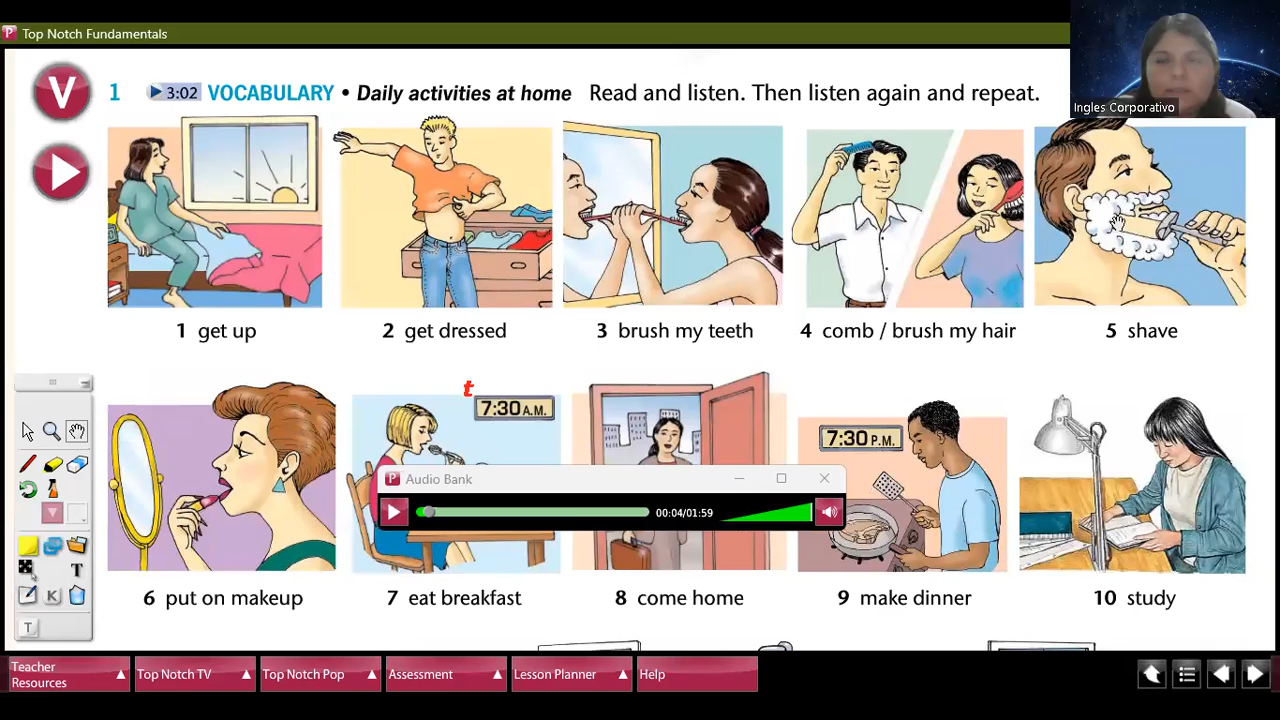 Top Notch Fundamentals
Ingles Corporativo
V
1 3:02 VOCABULARY • Daily activities at home Read and listen. Then listen again and repeat.
1 get up
2 get dressed
3 brush my teeth
4 comb / brush my hair
5 shave
t
7:30 A.M.
7:30 P.M.
Audio Bank
00:04/01:59
6 put on makeup
7 eat breakfast
8 come home
9 make dinner
10 study
T
K
T
Teacher
Resources
Top Notch TV
Top Notch Pop
Assessment
Lesson Planner
Help